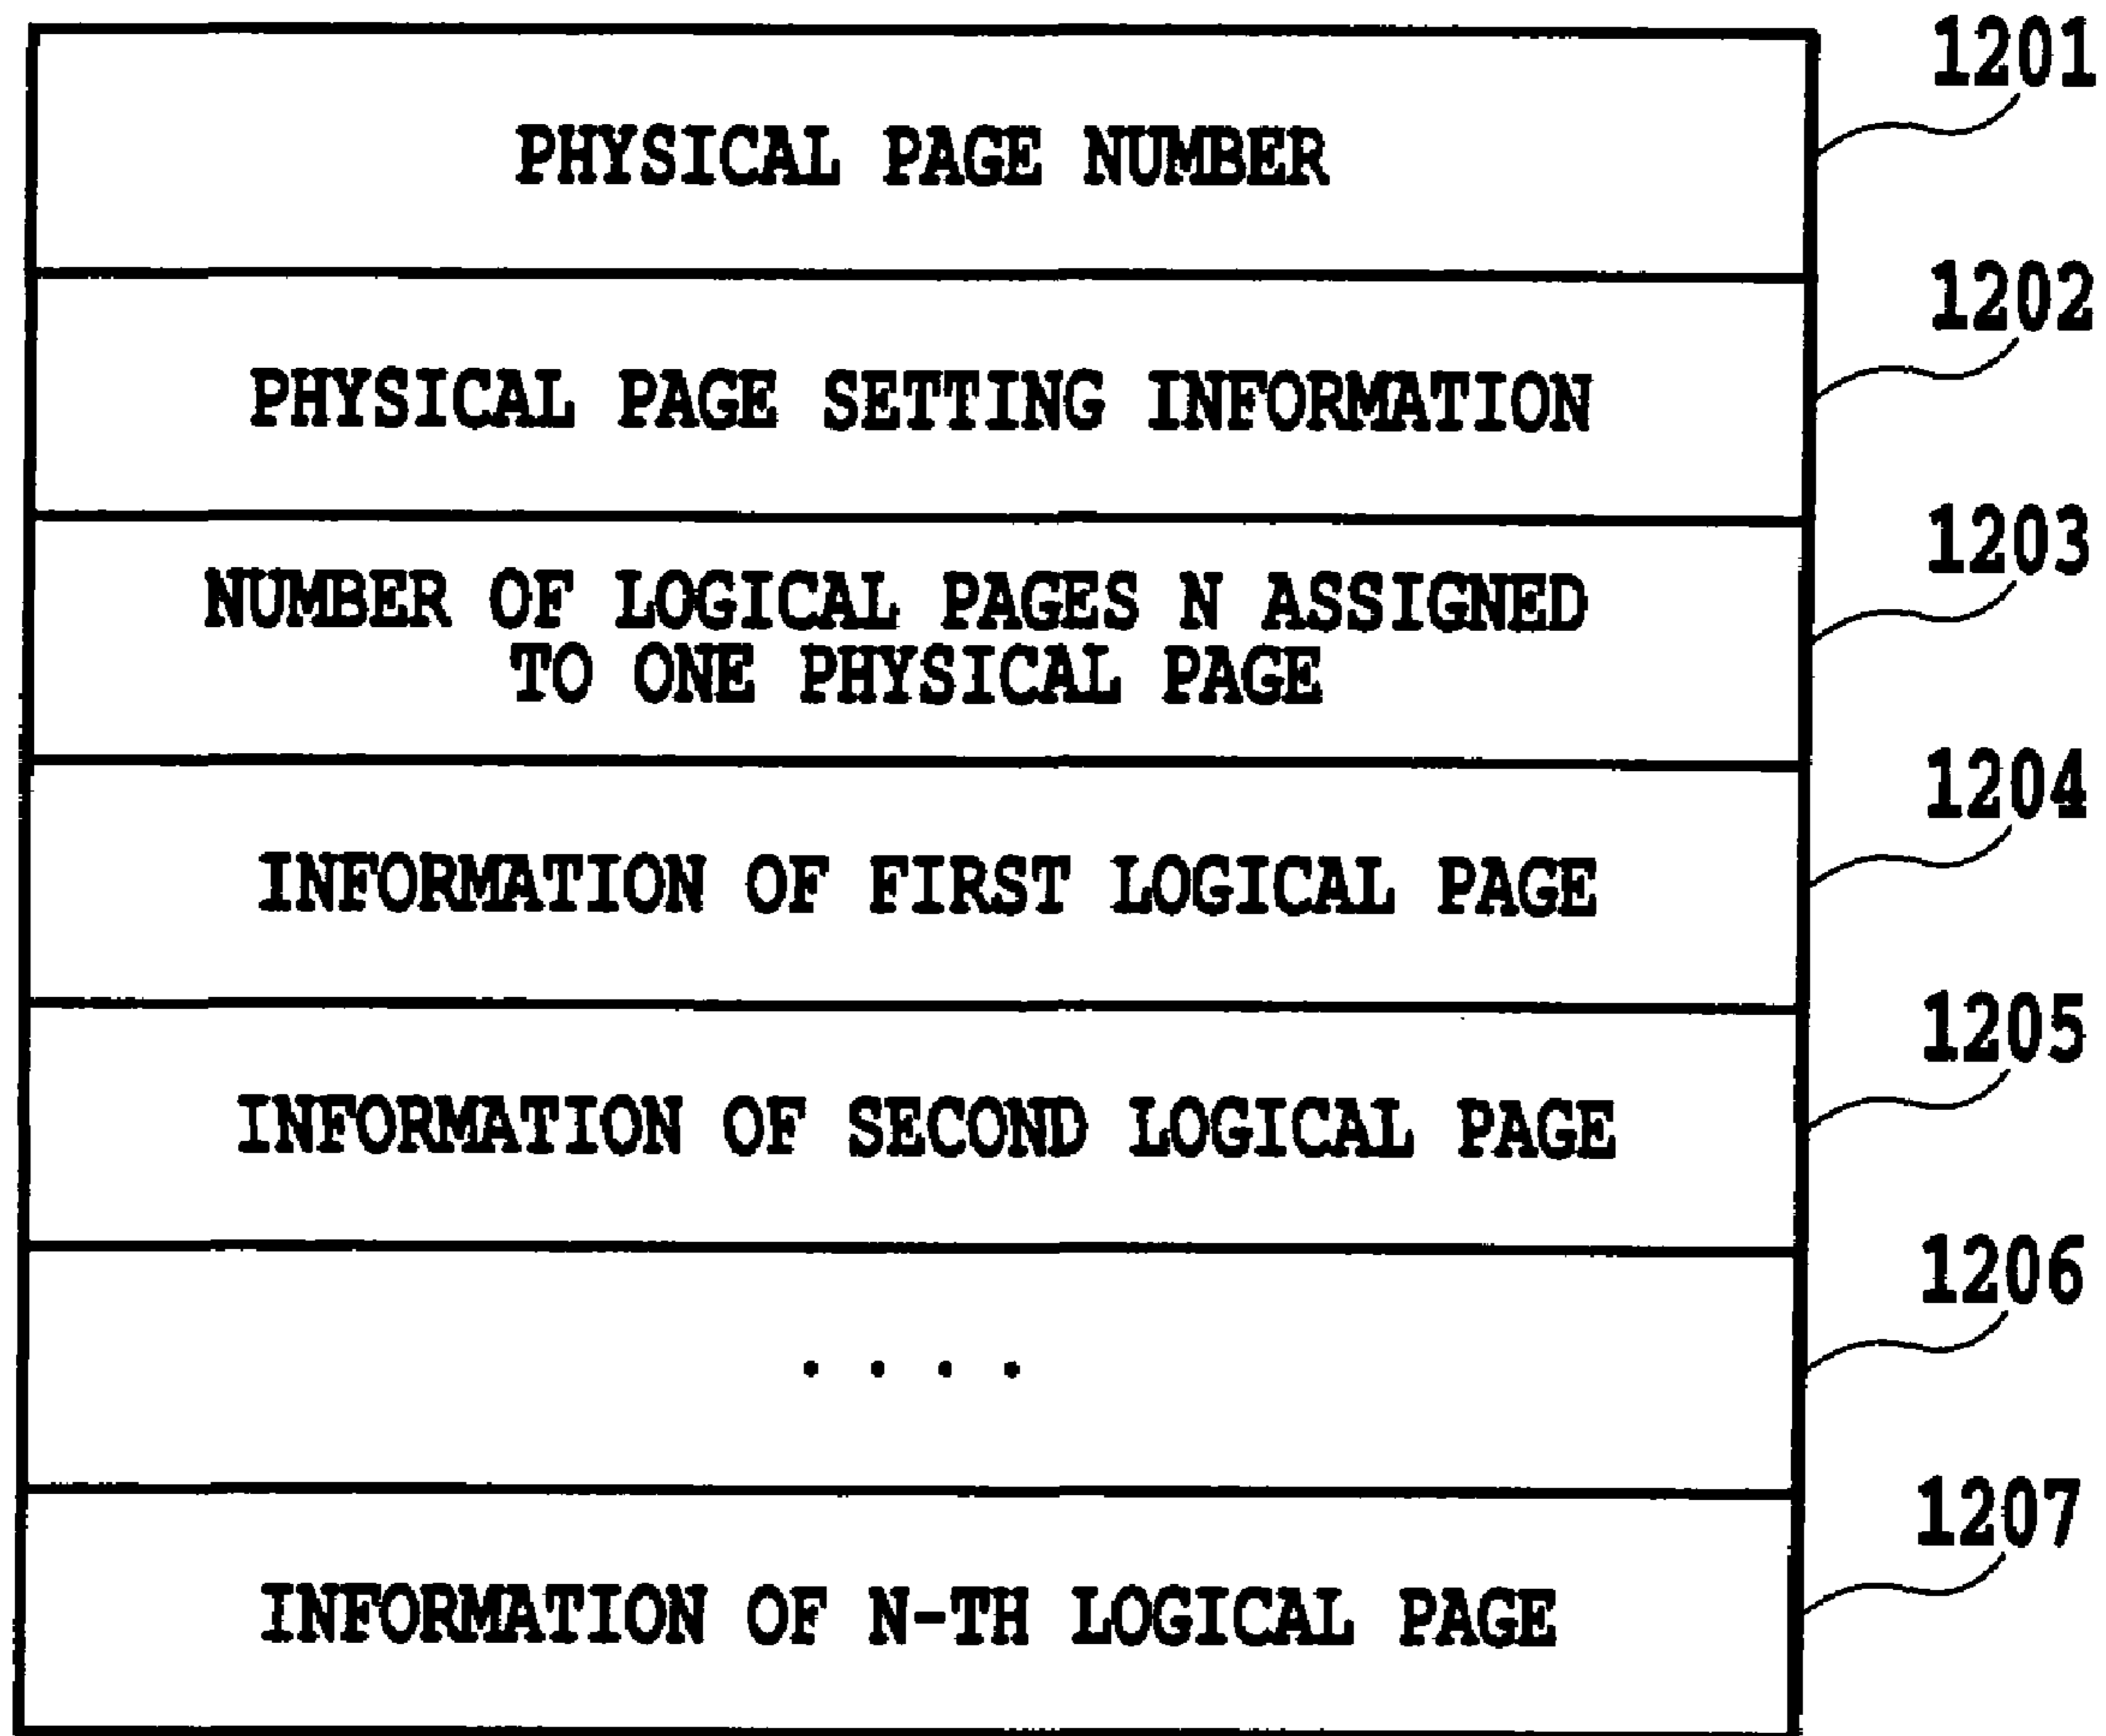 1201
PHYSICAL PAGE NUMBER
1202
PHYSICAL PAGE SETTING INFORMATION
1203
NUMBER OF LOGICAL PAGES N ASSIGNED
TO ONE PHYSICAL PAGE
1204
INFORMATION OF FIRST LOGICAL PAGE
1205
INFORMATION OF SECOND LOGICAL PAGE
1206
. . . .
1207
INFORMATION OF N-TH LOGICAL PAGE